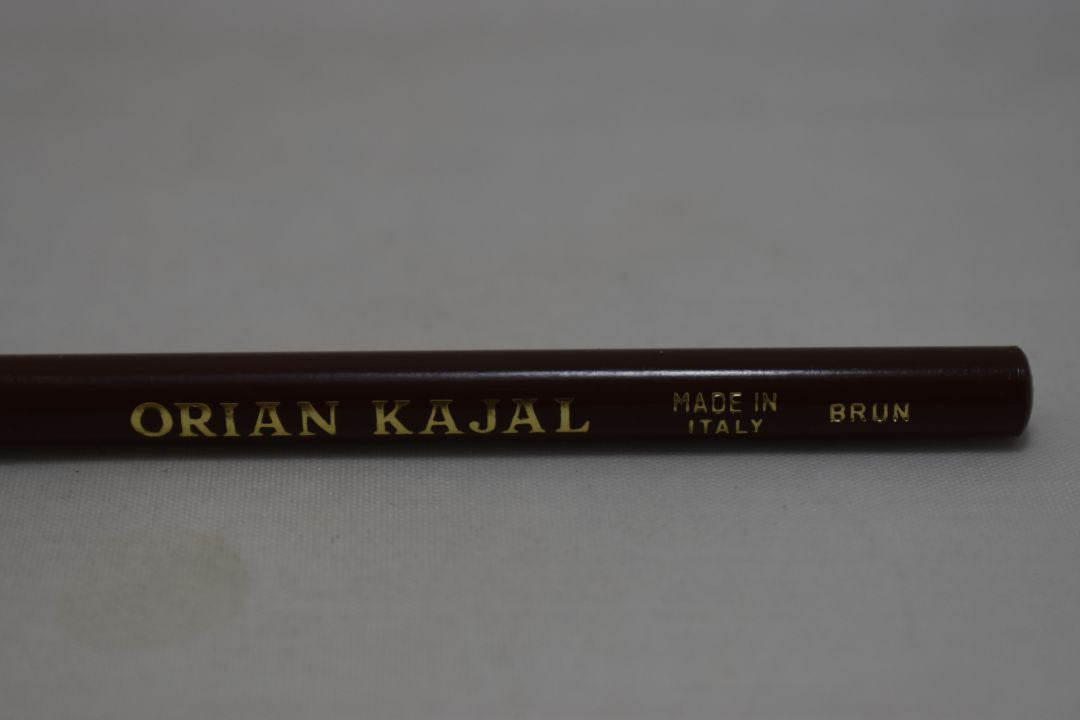 ORIAN KAJAL
MADE IN
ITALY
BRUN